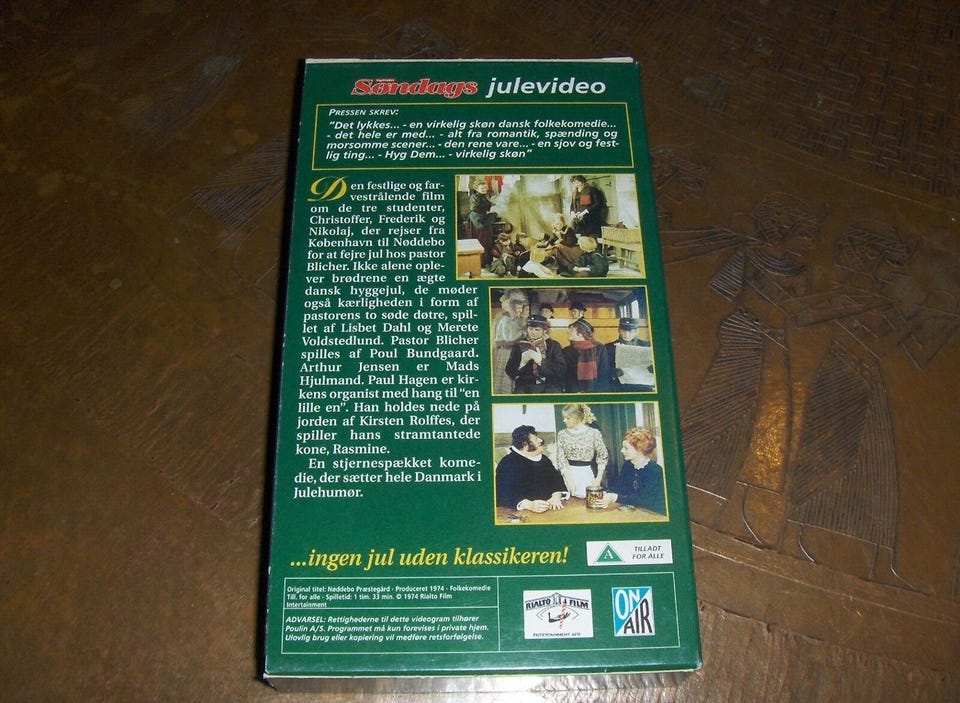 Søndags julevideo
PRESSEN SKREV:
"Det lykkes... - en virkelig skøn dansk folkekomedie...
- det hele er med... - alt fra romantik, spænding og
morsomme scener... - den rene vare... - en sjov og fest-
lig ting... - Hyg Dem... - virkelig skøn"
Den festlige og far-
vestrålende film
om de tre studenter,
Christoffer, Frederik og
Nikolaj, der rejser fra
København til Nøddebo
for at fejre jul hos pastor
Blicher. Ikke alene ople-
ver brødrene en ægte
dansk hyggejul, de møder
også kærligheden i form af
pastorens to søde døtre, spil-
let af Lisbet Dahl og Merete
Voldstedlund. Pastor Blicher
spilles af Poul Bundgaard.
Arthur Jensen er Mads
Hjulmand. Paul Hagen er kir-
kens organist med hang til "en
lille en". Han holdes nede på
jorden af Kirsten Rolffes, der
spiller hans stramtantede
kone, Rasmine.
En stjernespækket kome-
die, der sætter hele Danmark i
Julehumør.
...ingen jul uden klassikeren!
A
TILLADT
FOR ALLE
Original titel: Nøddebo Præstegård - Produceret 1974 - Folkekomedie
Till. for alle - Spilletid: 1 tim. 33 min. © 1974 Rialto Film
Intertainment
ADVARSEL: Rettighederne til dette videogram tilhører
Poulin A/S. Programmet må kun forevises i private hjem.
Ulovlig brug eller kopiering vil medføre retsforfølgelse.
RIALTO FILM
ENTERTAINMENT APS
ON
AIR